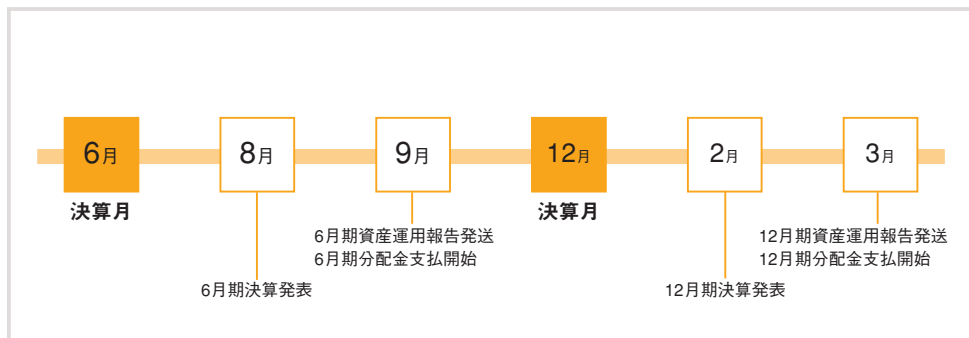 6月
8月
9月
12月
2月
3月
決算月
決算月
6月期資産運用報告発送
6月期分配金支払開始
12月期資産運用報告発送
12月期分配金支払開始
6月期決算発表
12月期決算発表